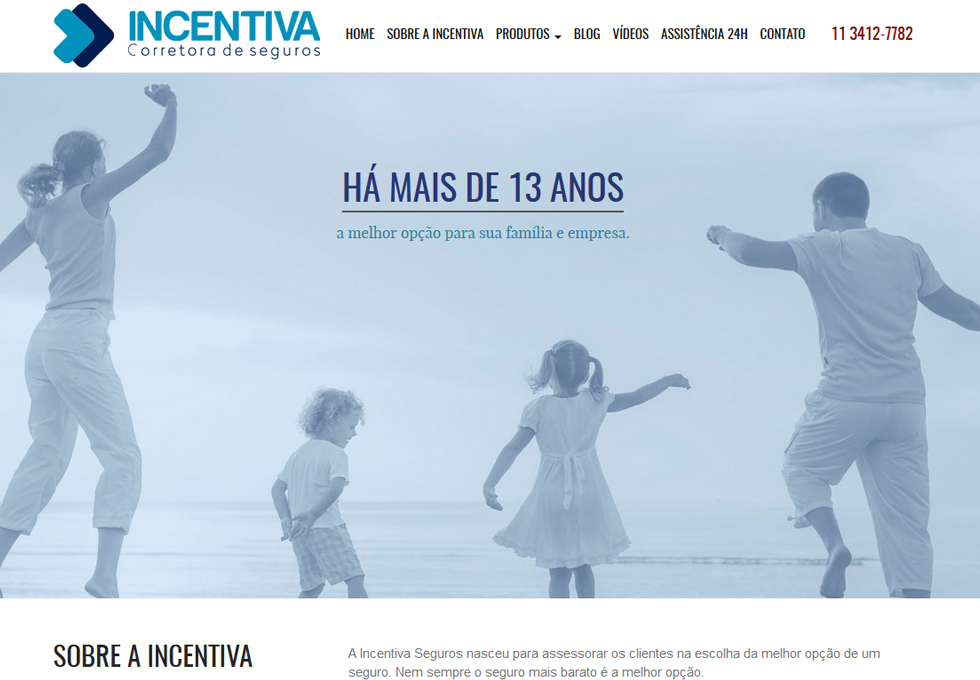 INCENTIVA
Corretora de seguros
HOME SOBRE A INCENTIVA PRODUTOS BLOG VÍDEOS ASSISTÊNCIA 24H CONTATO 11 3412-7782
HÁ MAIS DE 13 ANOS
a melhor opção para sua família e empresa.
SOBRE A INCENTIVA
A Incentiva Seguros nasceu para assessorar os clientes na escolha da melhor opção de um
seguro. Nem sempre o seguro mais barato é a melhor opção.